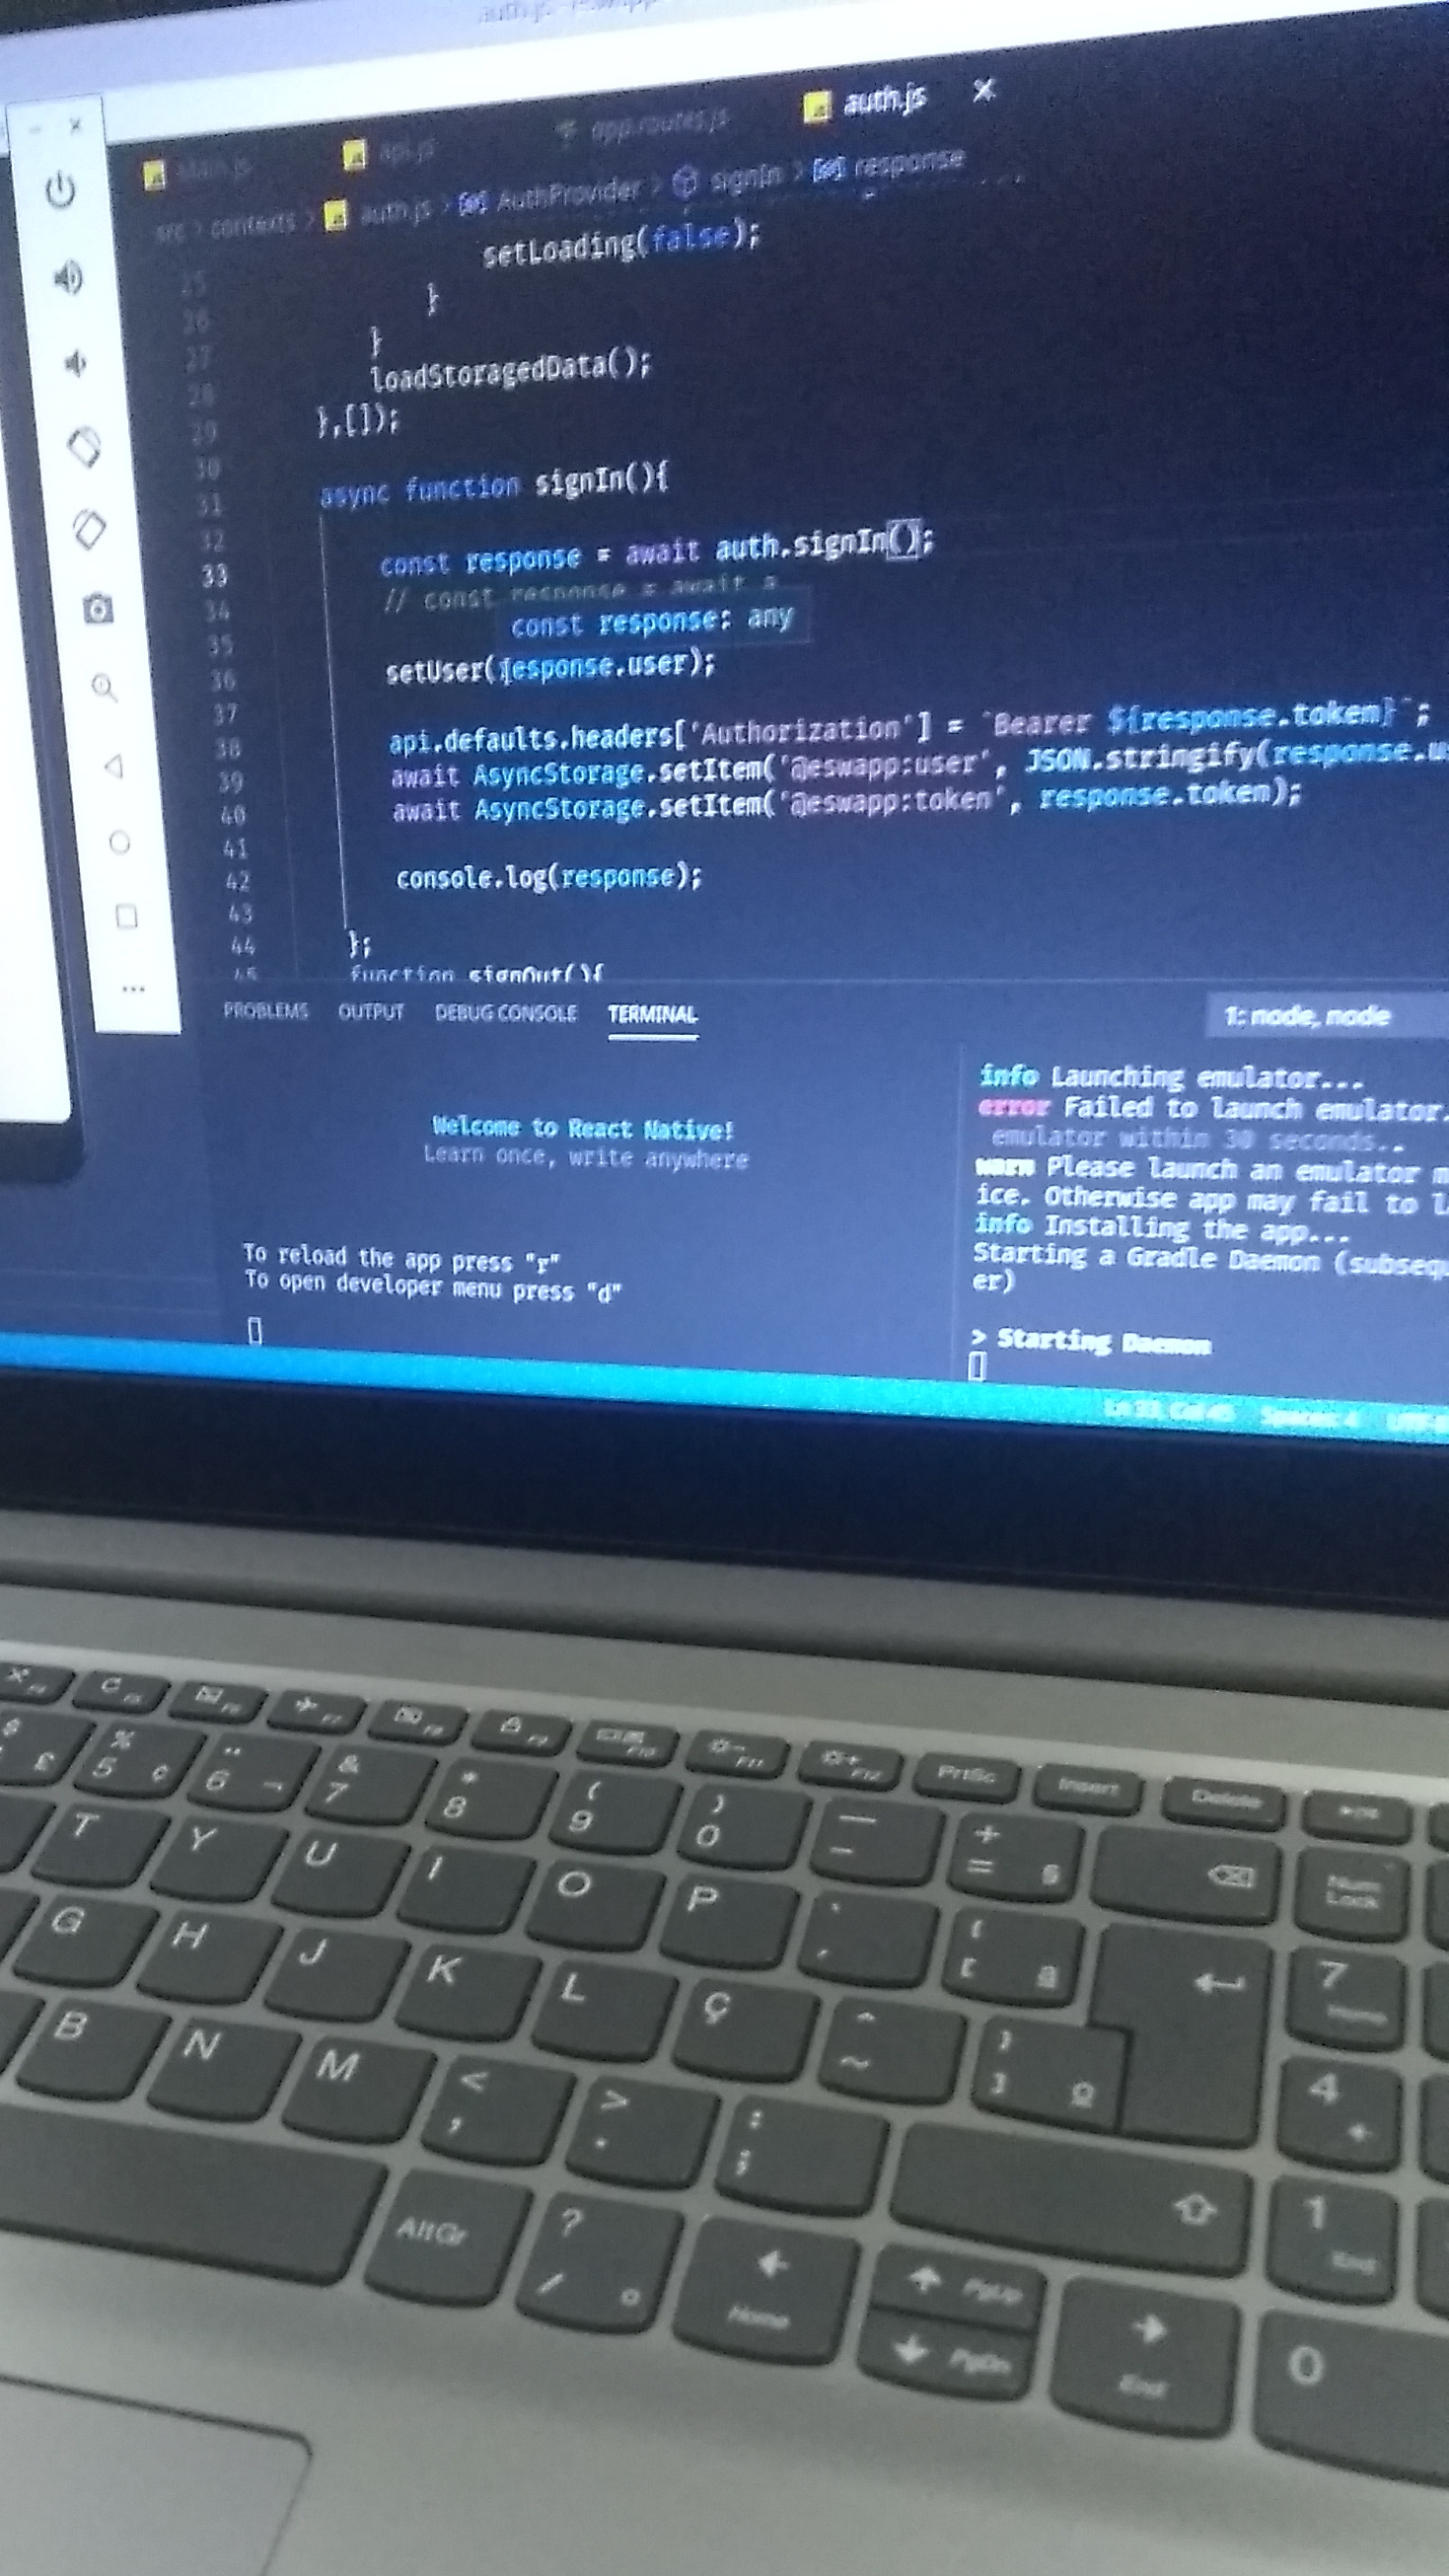 auth.js
Main.js api.js app.routes.js auth.js ×
src > contexts > auth.js > AuthProvider > signIn > response
setLoading(false);
25
26 }
27 }
28 loadStoragedData();
29 },[]);
30
31 async function signIn(){
32
33 const response = await auth.signIn();
34 // const response = await s
35 const response: any
36 setUser(response.user);
37
38 api.defaults.headers['Authorization'] = `Bearer ${response.token}`;
39 await AsyncStorage.setItem('@eswapp:user', JSON.stringify(response.u
40 await AsyncStorage.setItem('@eswapp:token', response.token);
41
42 console.log(response);
43
44 };
45 function signOut(){
PROBLEMS OUTPUT DEBUG CONSOLE TERMINAL 1: node, node
Welcome to React Native!
Learn once, write anywhere
To reload the app press "r"
To open developer menu press "d"
info Launching emulator...
error Failed to launch emulator.
emulator within 30 seconds..
warn Please launch an emulator m
ice. Otherwise app may fail to l
info Installing the app...
Starting a Gradle Daemon (subsequ
er)
> Starting Daemon
Ln 33, Col 45 Spaces: 4 UTF-8
F7 F8 F9 F10 F11 F12 PrtSc Insert Delete
£ % 5 ¢ ¨ 6 ¬ & 7 * 8 ( 9 ) 0 _ - + = § Num Lock
T Y U I O P ` ´ { [ ª 7 Home
G H J K L Ç ^ ~ } ] º 4
B N M < , > . : ; 1 End
AltGr ? / ° Home PgUp PgDn End 0